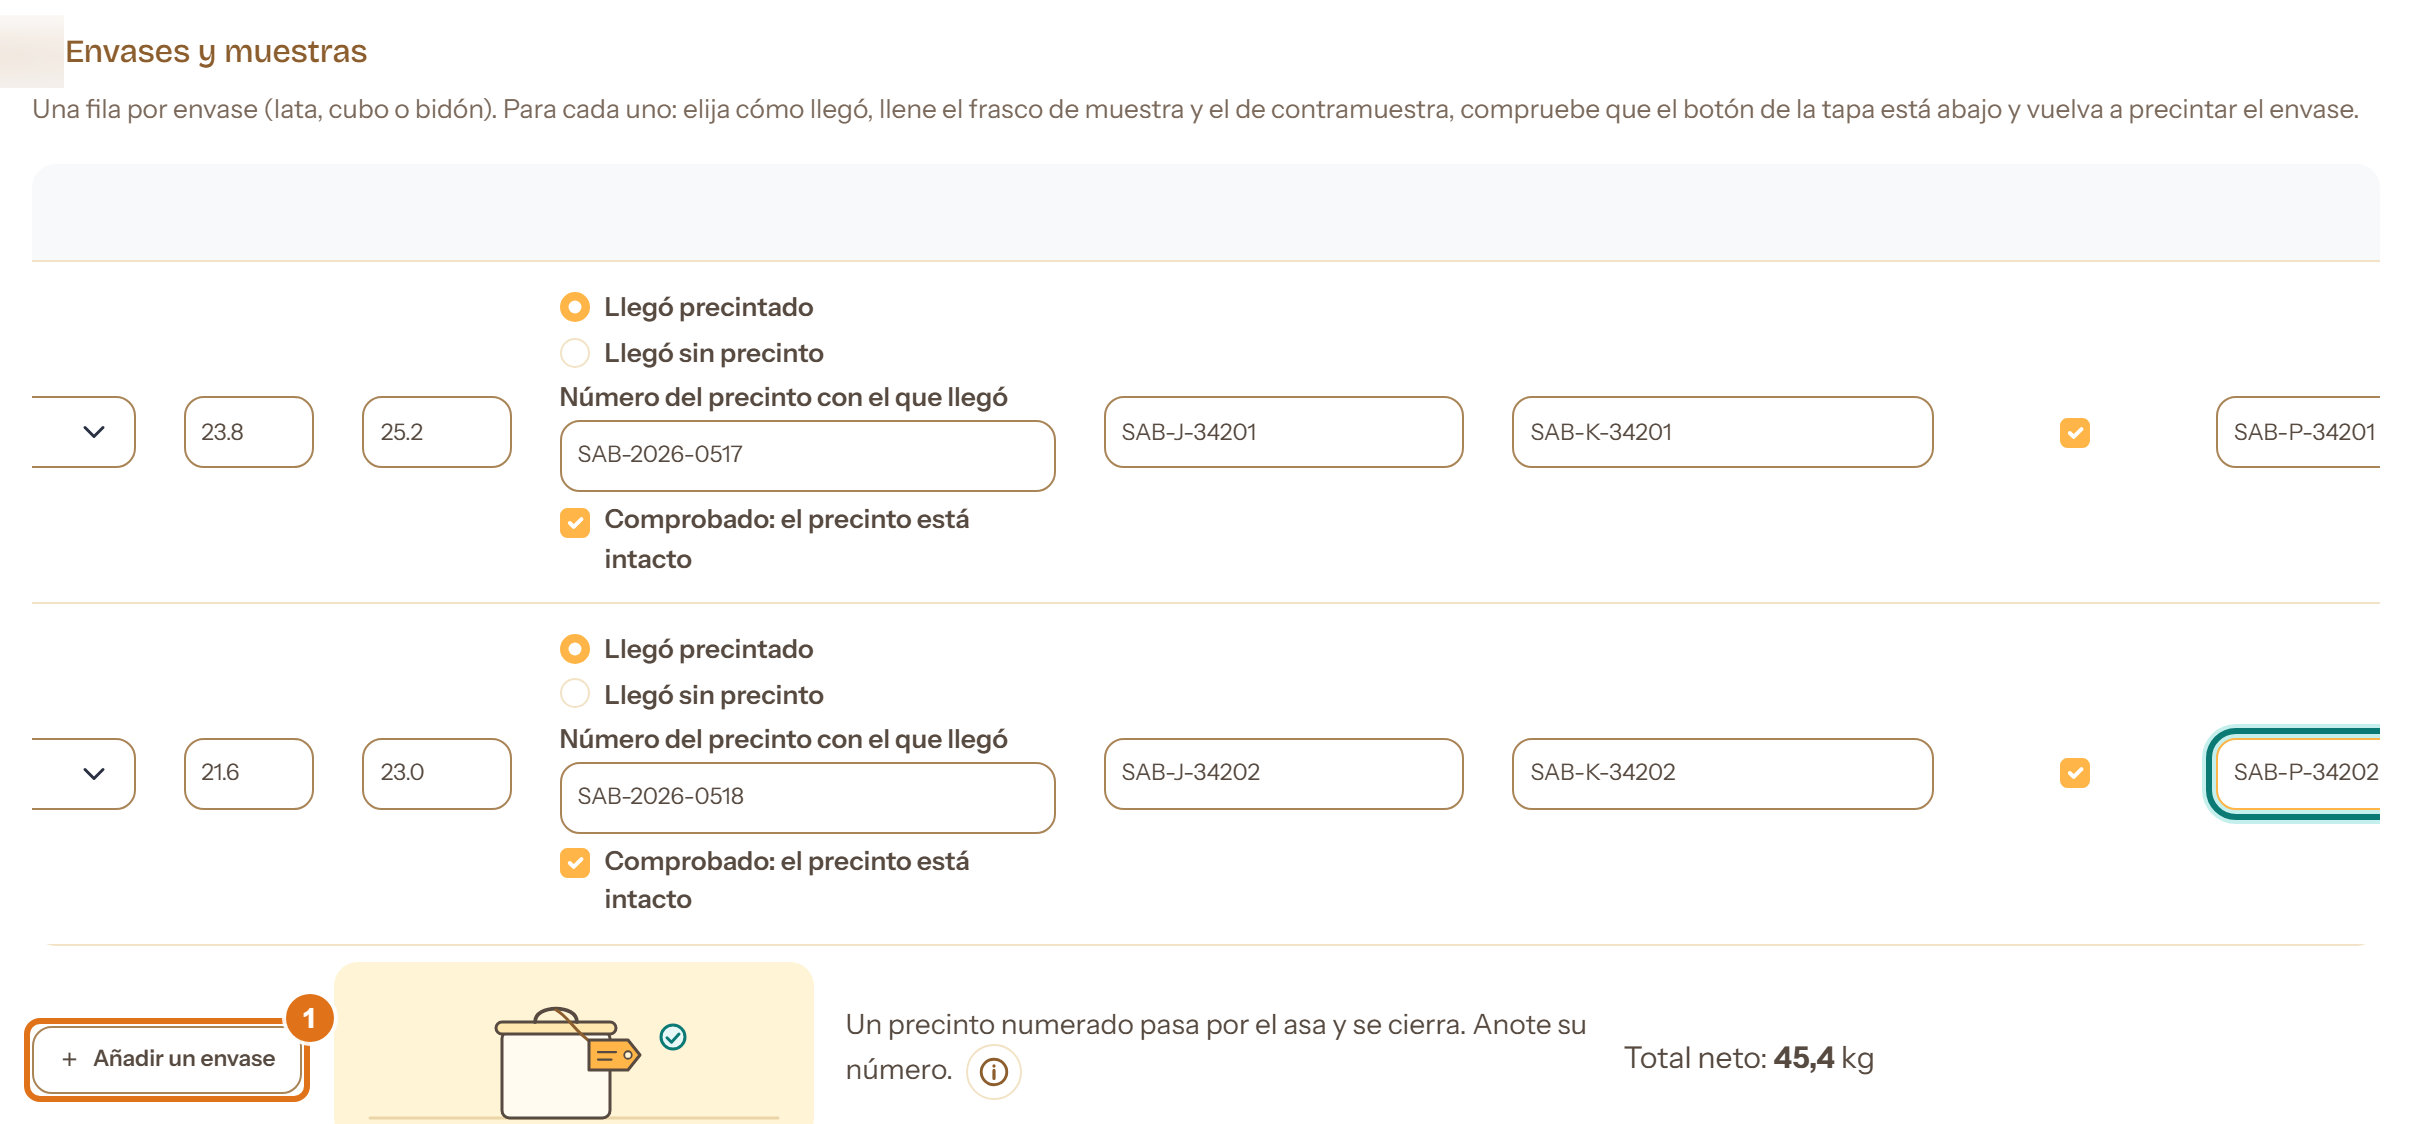 Envases y muestras
Una fila por envase (lata, cubo o bidón). Para cada uno: elija cómo llegó, llene el frasco de muestra y el de contramuestra, compruebe que el botón de la tapa está abajo y vuelva a precintar el envase.
Llegó precintado
Llegó sin precinto
Número del precinto con el que llegó
23.8 25.2 SAB-2026-0517 SAB-J-34201 SAB-K-34201 SAB-P-34201
Comprobado: el precinto está
intacto
Llegó precintado
Llegó sin precinto
Número del precinto con el que llegó
21.6 23.0 SAB-2026-0518 SAB-J-34202 SAB-K-34202 SAB-P-34202
Comprobado: el precinto está
intacto
1
+ Añadir un envase
Un precinto numerado pasa por el asa y se cierra. Anote su
número.
Total neto: 45,4 kg